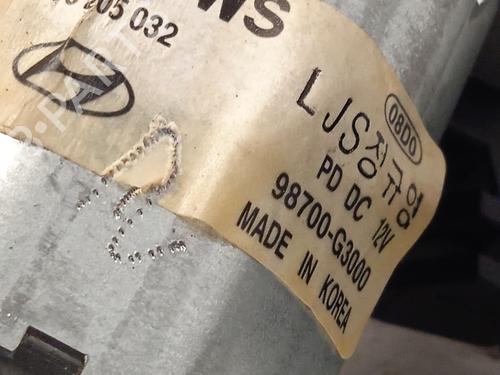 WS
205 032
08D0
LJS정규영
PD DC 12V
98700-G3000
MADE IN KOREA